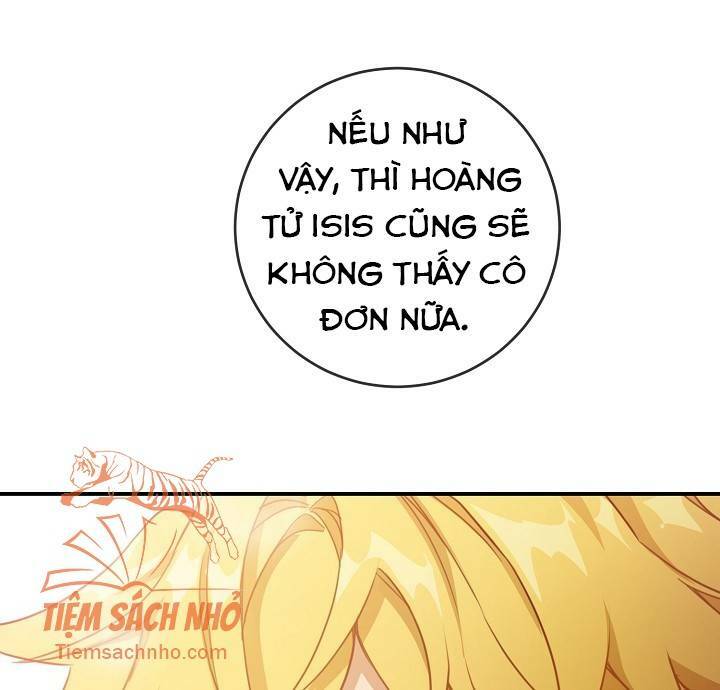 NẾU NHƯ
VẬY, THÌ HOÀNG
TỬ ISIS CŨNG SẼ
KHÔNG THẤY CÔ
ĐƠN NỮA.
TIỆM SÁCH NHỎ
Tiemsachnho.com